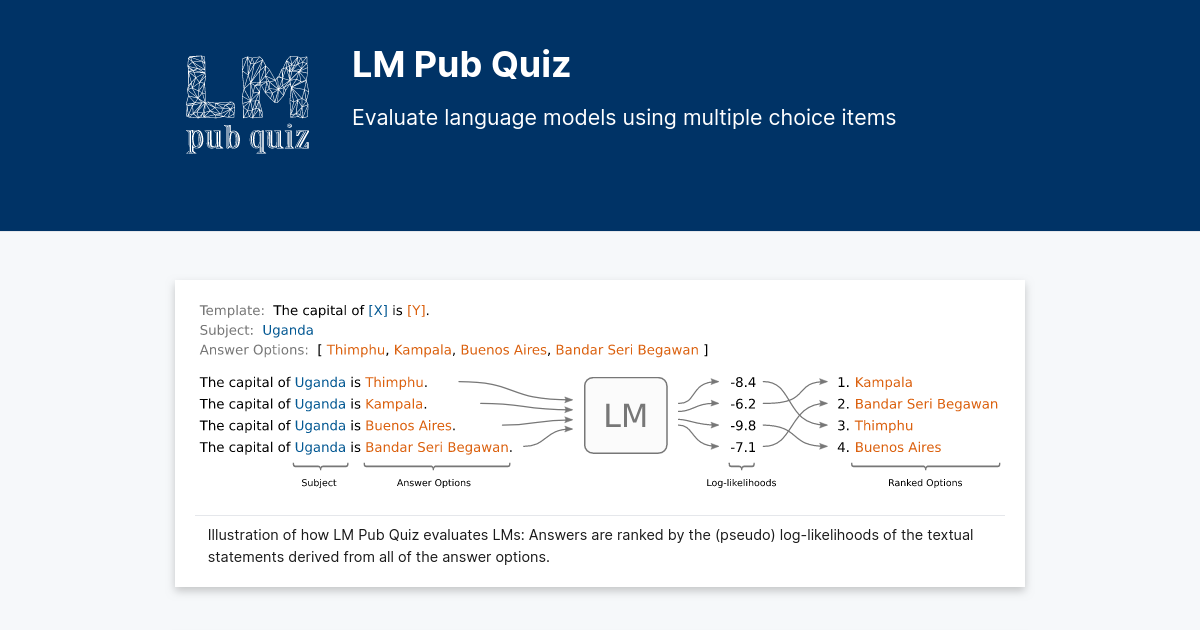 LM
pub quiz
LM Pub Quiz
Evaluate language models using multiple choice items
Template: The capital of [X] is [Y].
Subject: Uganda
Answer Options: [ Thimphu, Kampala, Buenos Aires, Bandar Seri Begawan ]
The capital of Uganda is Thimphu.
The capital of Uganda is Kampala.
The capital of Uganda is Buenos Aires.
The capital of Uganda is Bandar Seri Begawan.
Subject
Answer Options
LM
-8.4
-6.2
-9.8
-7.1
Log-likelihoods
1. Kampala
2. Bandar Seri Begawan
3. Thimphu
4. Buenos Aires
Ranked Options
Illustration of how LM Pub Quiz evaluates LMs: Answers are ranked by the (pseudo) log-likelihoods of the textual
statements derived from all of the answer options.